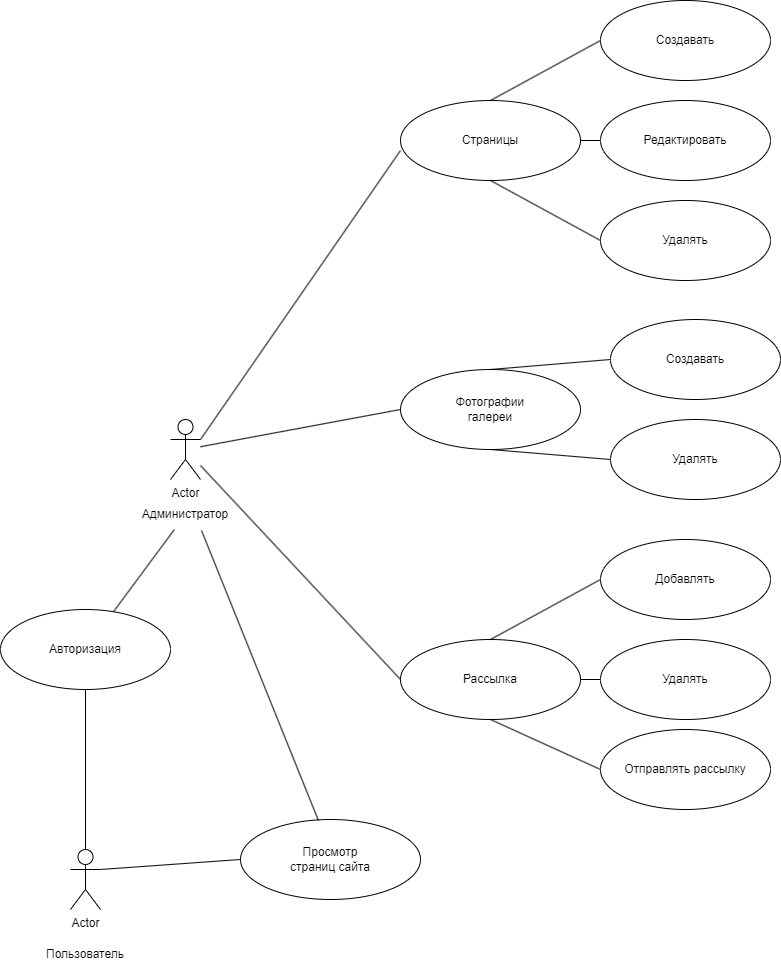 Создавать
Страницы
Редактировать
Удалять
Создавать
Фотографии
галереи
Удалять
Actor
Администратор
Добавлять
Авторизация
Рассылка
Удалять
Отправлять рассылку
Просмотр
страниц сайта
Actor
Пользователь